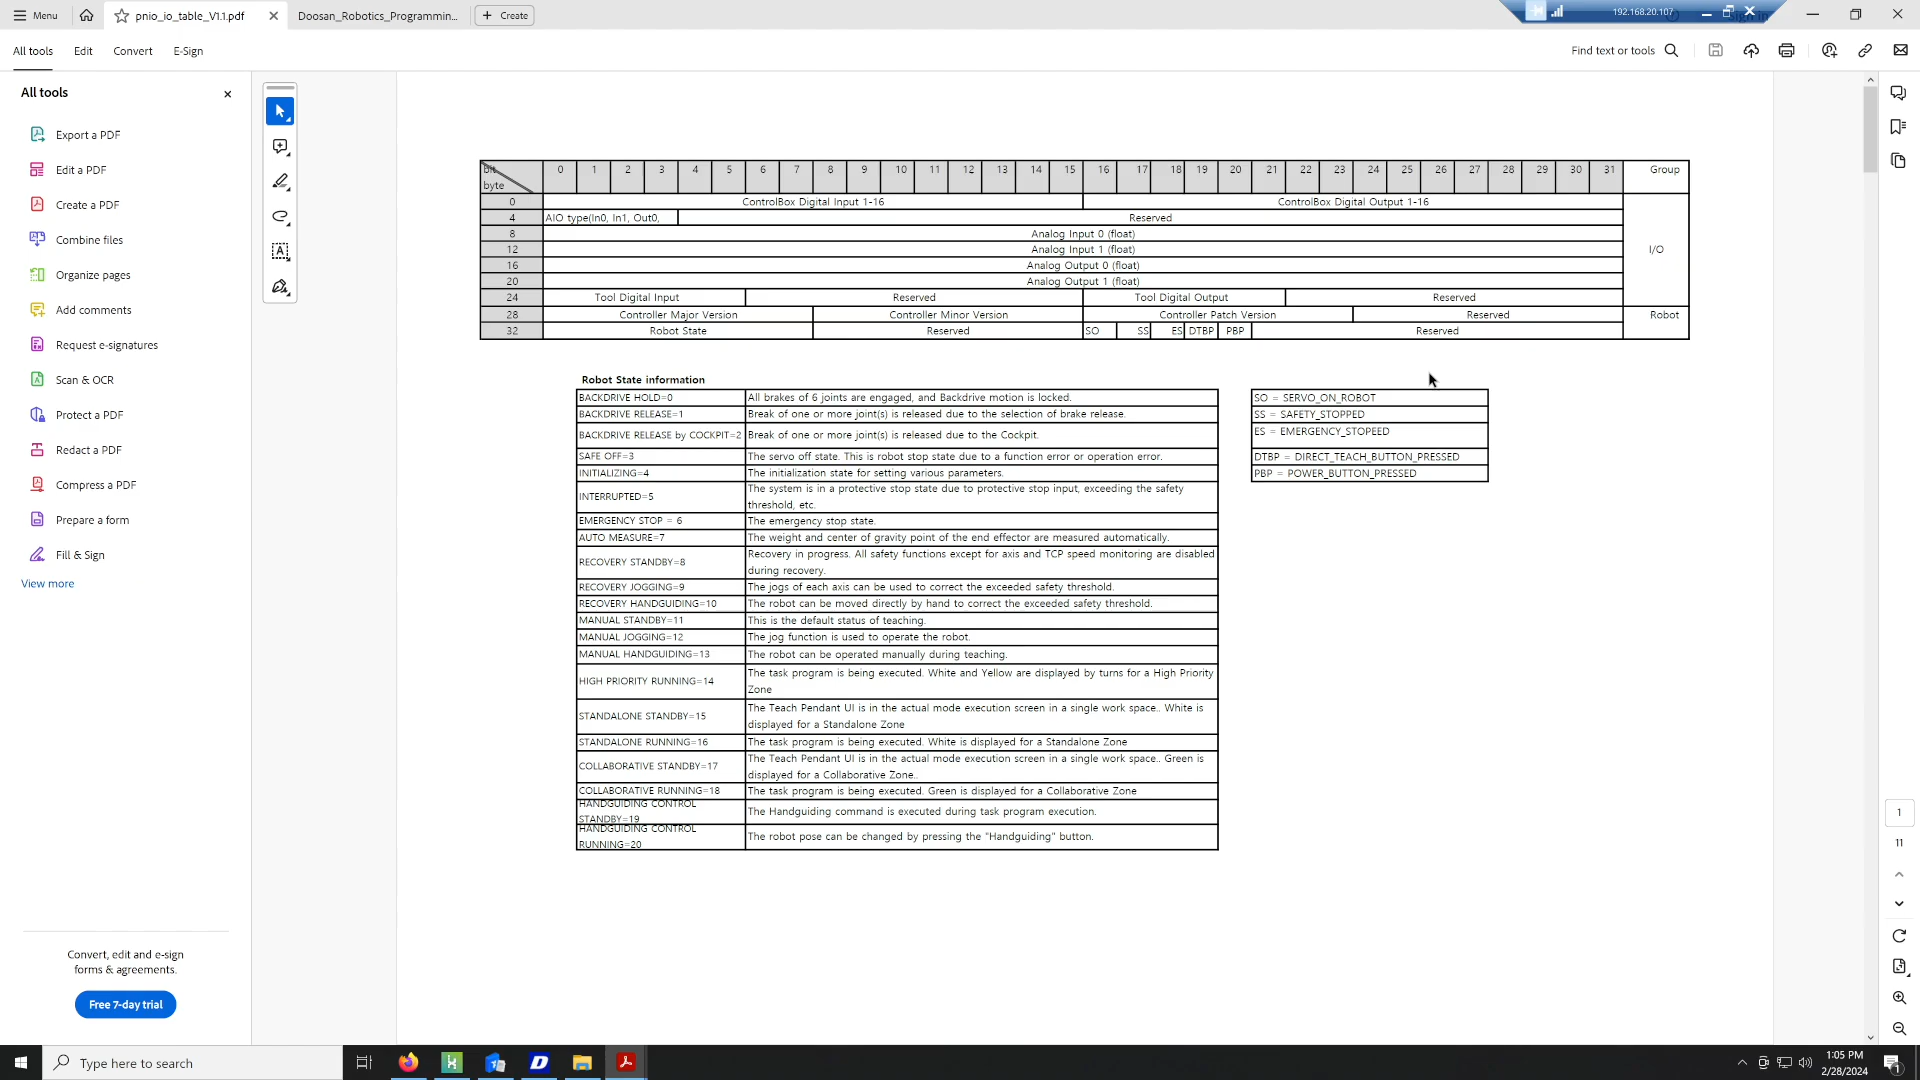 Menu
pnio_io_table_V1.1.pdf
Doosan_Robotics_Programmin...
Create
192.168.20.107
All tools Edit Convert E-Sign
Find text or tools
All tools
Export a PDF
Edit a PDF
Create a PDF
Combine files
Organize pages
Add comments
Request e-signatures
Scan & OCR
Protect a PDF
Redact a PDF
Compress a PDF
Prepare a form
Fill & Sign
View more
Convert, edit and e-sign
forms & agreements.
Free 7-day trial
bit 0 1 2 3 4 5 6 7 8 9 10 11 12 13 14 15 16 17 18 19 20 21 22 23 24 25 26 27 28 29 30 31 Group
byte
0 ControlBox Digital Input 1-16 ControlBox Digital Output 1-16
4 AIO type(In0, In1, Out0, Reserved
8 Analog Input 0 (float)
12 Analog Input 1 (float) I/O
16 Analog Output 0 (float)
20 Analog Output 1 (float)
24 Tool Digital Input Reserved Tool Digital Output Reserved
28 Controller Major Version Controller Minor Version Controller Patch Version Reserved Robot
32 Robot State Reserved SO SS ES DTBP PBP Reserved
Robot State information
BACKDRIVE HOLD=0 All brakes of 6 joints are engaged, and Backdrive motion is locked.
BACKDRIVE RELEASE=1 Break of one or more joint(s) is released due to the selection of brake release.
BACKDRIVE RELEASE by COCKPIT=2 Break of one or more joint(s) is released due to the Cockpit.
SAFE OFF=3 The servo off state. This is robot stop state due to a function error or operation error.
INITIALIZING=4 The initialization state for setting various parameters.
INTERRUPTED=5 The system is in a protective stop state due to protective stop input, exceeding the safety
threshold, etc.
EMERGENCY STOP = 6 The emergency stop state.
AUTO MEASURE=7 The weight and center of gravity point of the end effector are measured automatically.
RECOVERY STANDBY=8 Recovery in progress. All safety functions except for axis and TCP speed monitoring are disabled
during recovery.
RECOVERY JOGGING=9 The jogs of each axis can be used to correct the exceeded safety threshold.
RECOVERY HANDGUIDING=10 The robot can be moved directly by hand to correct the exceeded safety threshold.
MANUAL STANDBY=11 This is the default status of teaching.
MANUAL JOGGING=12 The jog function is used to operate the robot.
MANUAL HANDGUIDING=13 The robot can be operated manually during teaching.
HIGH PRIORITY RUNNING=14 The task program is being executed. White and Yellow are displayed by turns for a High Priority
Zone
STANDALONE STANDBY=15 The Teach Pendant UI is in the actual mode execution screen in a single work space.. White is
displayed for a Standalone Zone
STANDALONE RUNNING=16 The task program is being executed. White is displayed for a Standalone Zone
COLLABORATIVE STANDBY=17 The Teach Pendant UI is in the actual mode execution screen in a single work space.. Green is
displayed for a Collaborative Zone..
COLLABORATIVE RUNNING=18 The task program is being executed. Green is displayed for a Collaborative Zone
HANDGUIDING CONTROL
STANDBY=19 The Handguiding command is executed during task program execution.
HANDGUIDING CONTROL
RUNNING=20 The robot pose can be changed by pressing the "Handguiding" button.
SO = SERVO_ON_ROBOT
SS = SAFETY_STOPPED
ES = EMERGENCY_STOPEED
DTBP = DIRECT_TEACH_BUTTON_PRESSED
PBP = POWER_BUTTON_PRESSED
1
11
Type here to search
1:05 PM
2/28/2024
1